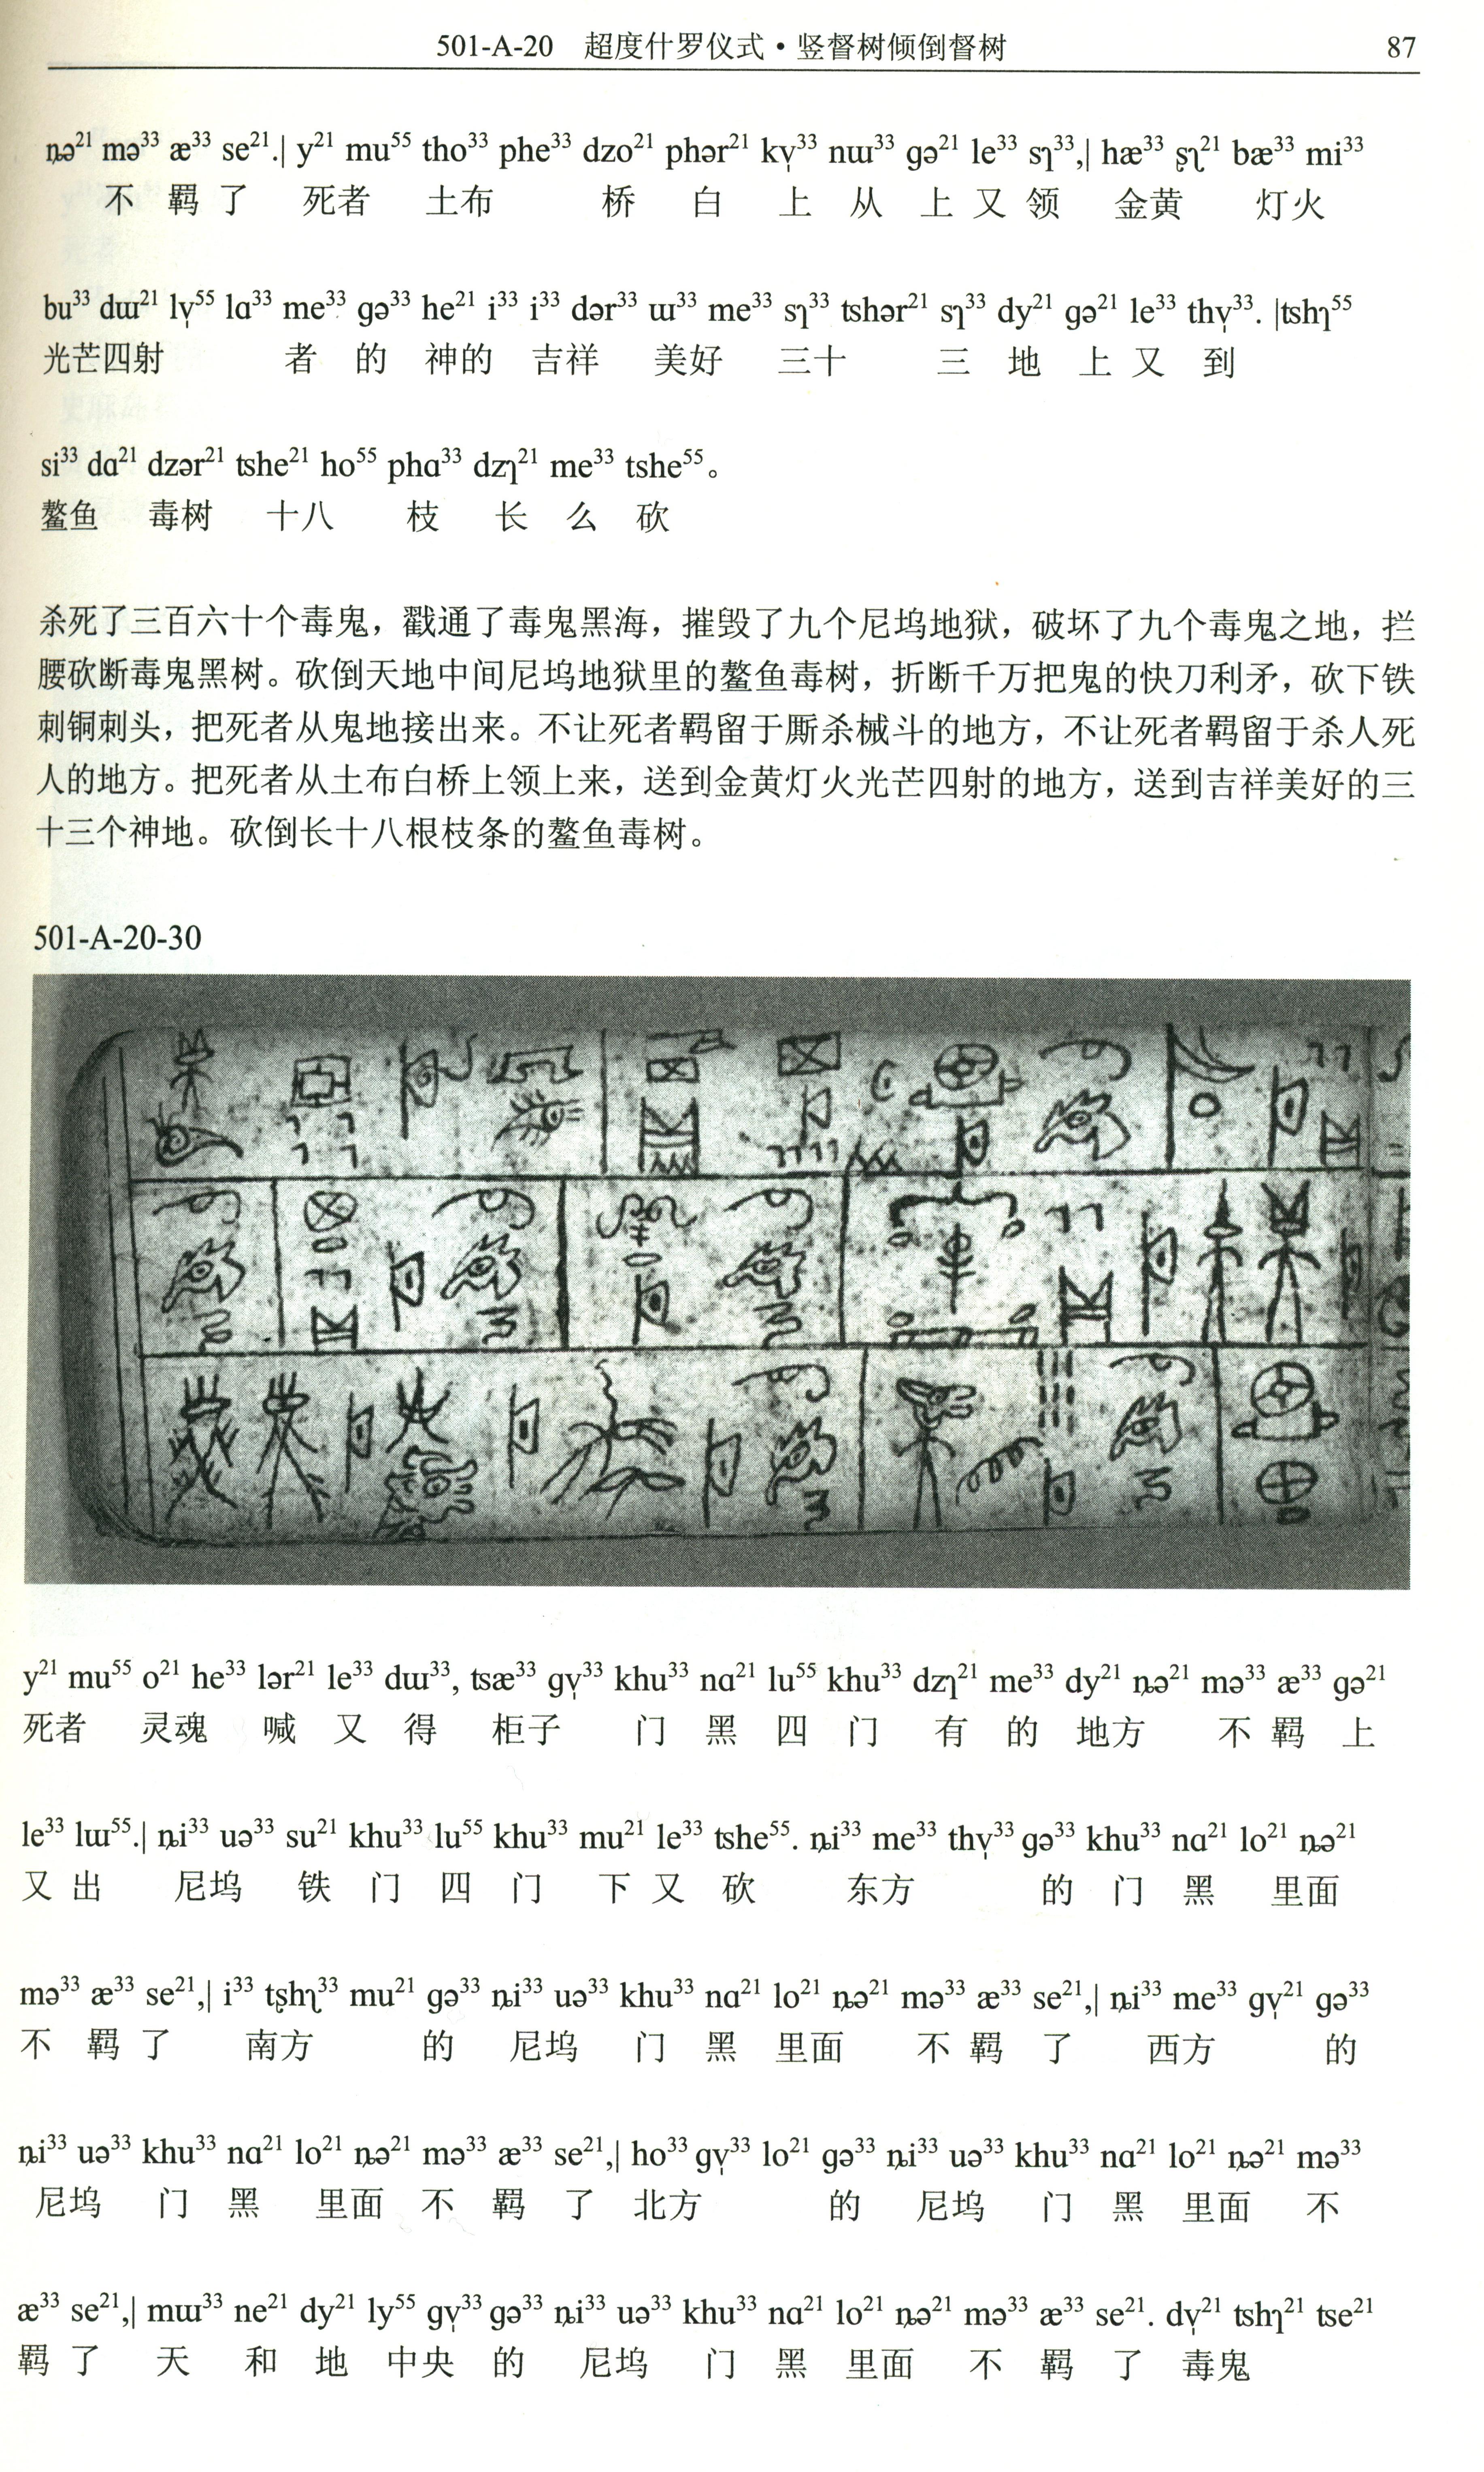 501-A-20 超度什罗仪式·竖督树倾倒督树 87
ȵə²¹ mə³³ æ³³ se²¹.| y²¹ mu⁵⁵ tho³³ phe³³ dzo²¹ phər²¹ kv̩³³ nɯ³³ gə²¹ le³³ sɿ³³,| hæ³³ ʂʅ²¹ bæ³³ mi³³
不 羁 了 死者 土布 桥 白 上 从 上 又 领 金黄 灯火
bu³³ dɯ²¹ lv̩⁵⁵ lɑ³³ me³³ gə³³ he²¹ i³³ i³³ dər³³ ɯ³³ me³³ sɿ³³ tshər²¹ sɿ³³ dy²¹ gə²¹ le³³ thv̩³³. |tshɿ⁵⁵
光芒四射 者 的 神的 吉祥 美好 三十 三 地 上 又 到
si³³ dɑ²¹ dzər²¹ tshe²¹ ho⁵⁵ phɑ³³ dzɿ²¹ me³³ tshe⁵⁵。
鳌鱼 毒树 十八 枝 长 么 砍
杀死了三百六十个毒鬼，戳通了毒鬼黑海，摧毁了九个尼坞地狱，破坏了九个毒鬼之地，拦
腰砍断毒鬼黑树。砍倒天地中间尼坞地狱里的鳌鱼毒树，折断千万把鬼的快刀利矛，砍下铁
刺铜刺头，把死者从鬼地接出来。不让死者羁留于厮杀械斗的地方，不让死者羁留于杀人死
人的地方。把死者从土布白桥上领上来，送到金黄灯火光芒四射的地方，送到吉祥美好的三
十三个神地。砍倒长十八根枝条的鳌鱼毒树。
501-A-20-30
y²¹ mu⁵⁵ o²¹ he³³ lər²¹ le³³ dɯ³³, tsæ³³ gv̩³³ khu³³ nɑ²¹ lu⁵⁵ khu³³ dzɿ²¹ me³³ dy²¹ ȵə²¹ mə³³ æ³³ gə²¹
死者 灵魂 喊 又 得 柜子 门 黑 四 门 有 的 地方 不 羁 上
le³³ lɯ⁵⁵.| ȵi³³ uə³³ su²¹ khu³³ lu⁵⁵ khu³³ mu²¹ le³³ tshe⁵⁵. ȵi³³ me³³ thv̩³³ gə³³ khu³³ nɑ²¹ lo²¹ ȵə²¹
又 出 尼坞 铁 门 四 门 下 又 砍 东方 的 门 黑 里面
mə³³ æ³³ se²¹,| i³³ tʂhʅ³³ mu²¹ gə³³ ȵi³³ uə³³ khu³³ nɑ²¹ lo²¹ ȵə²¹ mə³³ æ³³ se²¹,| ȵi³³ me³³ gv̩²¹ gə³³
不 羁 了 南方 的 尼坞 门 黑 里面 不 羁 了 西方 的
ȵi³³ uə³³ khu³³ nɑ²¹ lo²¹ ȵə²¹ mə³³ æ³³ se²¹,| ho³³ gv̩³³ lo²¹ gə³³ ȵi³³ uə³³ khu³³ nɑ²¹ lo²¹ ȵə²¹ mə³³
尼坞 门 黑 里面 不 羁 了 北方 的 尼坞 门 黑 里面 不
æ³³ se²¹,| mɯ³³ ne²¹ dy²¹ ly⁵⁵ gv̩³³ gə³³ ȵi³³ uə³³ khu³³ nɑ²¹ lo²¹ ȵə²¹ mə³³ æ³³ se²¹. dv̩²¹ tshɿ²¹ tse²¹
羁 了 天 和 地 中央 的 尼坞 门 黑 里面 不 羁 了 毒鬼